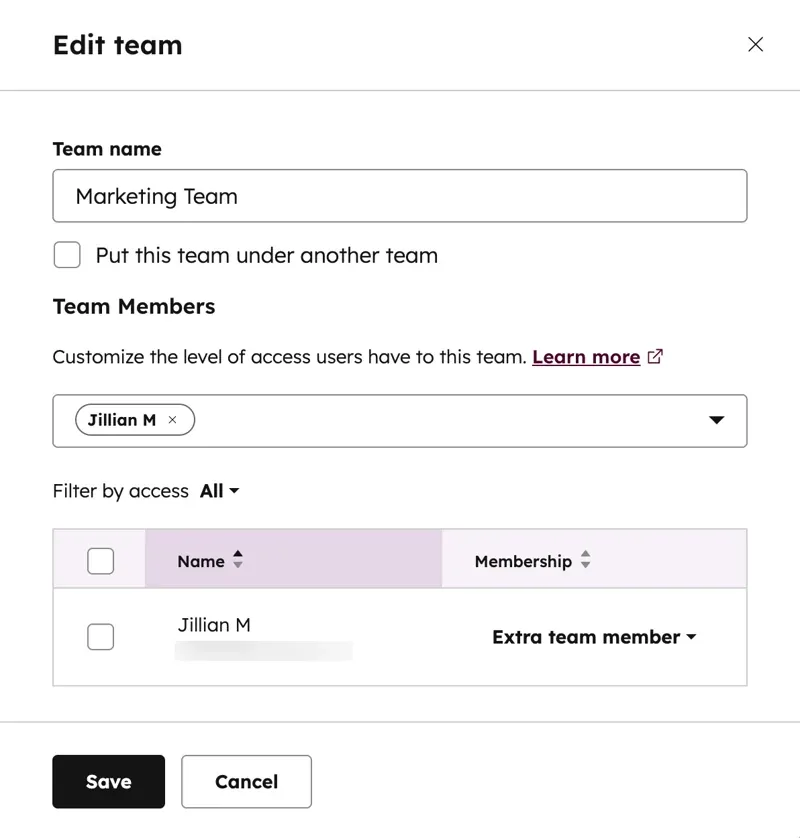 Edit team
Team name
Marketing Team
Put this team under another team
Team Members
Customize the level of access users have to this team. Learn more
Jillian M ×
Filter by access All
Name
Membership
Jillian M
Extra team member
Save
Cancel